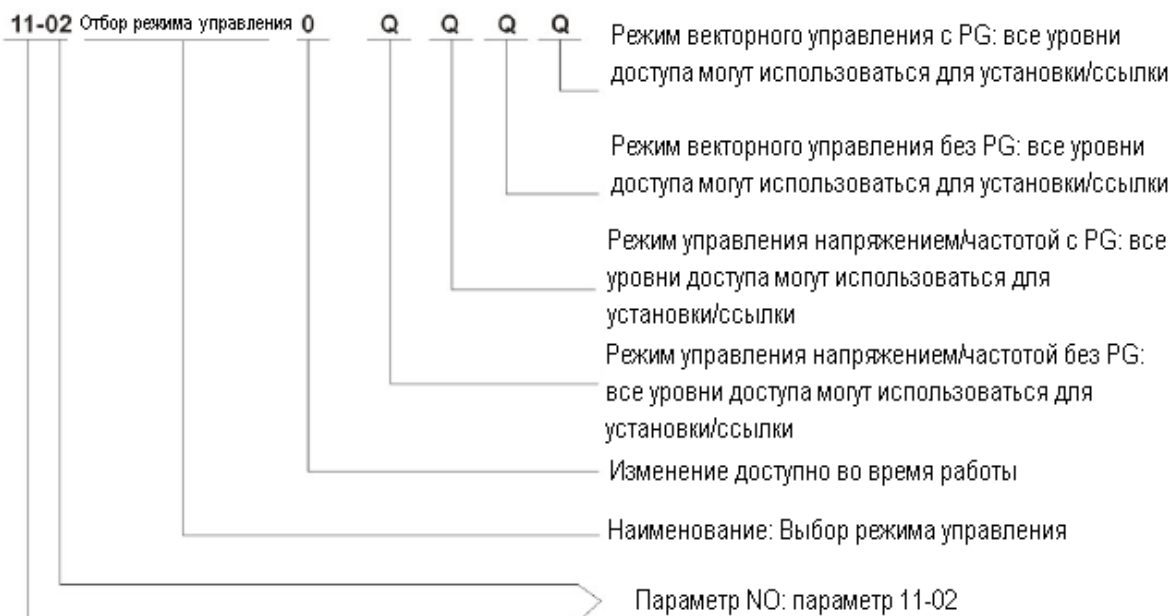 11-02 Отбор режима управления 0 Q Q Q Q
Режим векторного управления с PG: все уровни
доступа могут использоваться для установки/ссылки
Режим векторного управления без PG: все уровни
доступа могут использоваться для установки/ссылки
Режим управления напряжением/частотой с PG: все
уровни доступа могут использоваться для
установки/ссылки
Режим управления напряжением/частотой без PG:
все уровни доступа могут использоваться для
установки/ссылки
Изменение доступно во время работы
Наименование: Выбор режима управления
Параметр NO: параметр 11-02